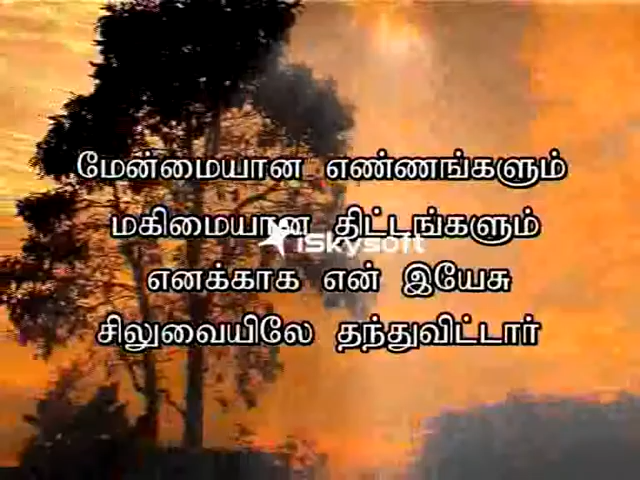 மேன்மையான எண்ணங்களும்
மகிமையான திட்டங்களும்
iSkysoft
எனக்காக என் இயேசு
சிலுவையிலே தந்துவிட்டார்